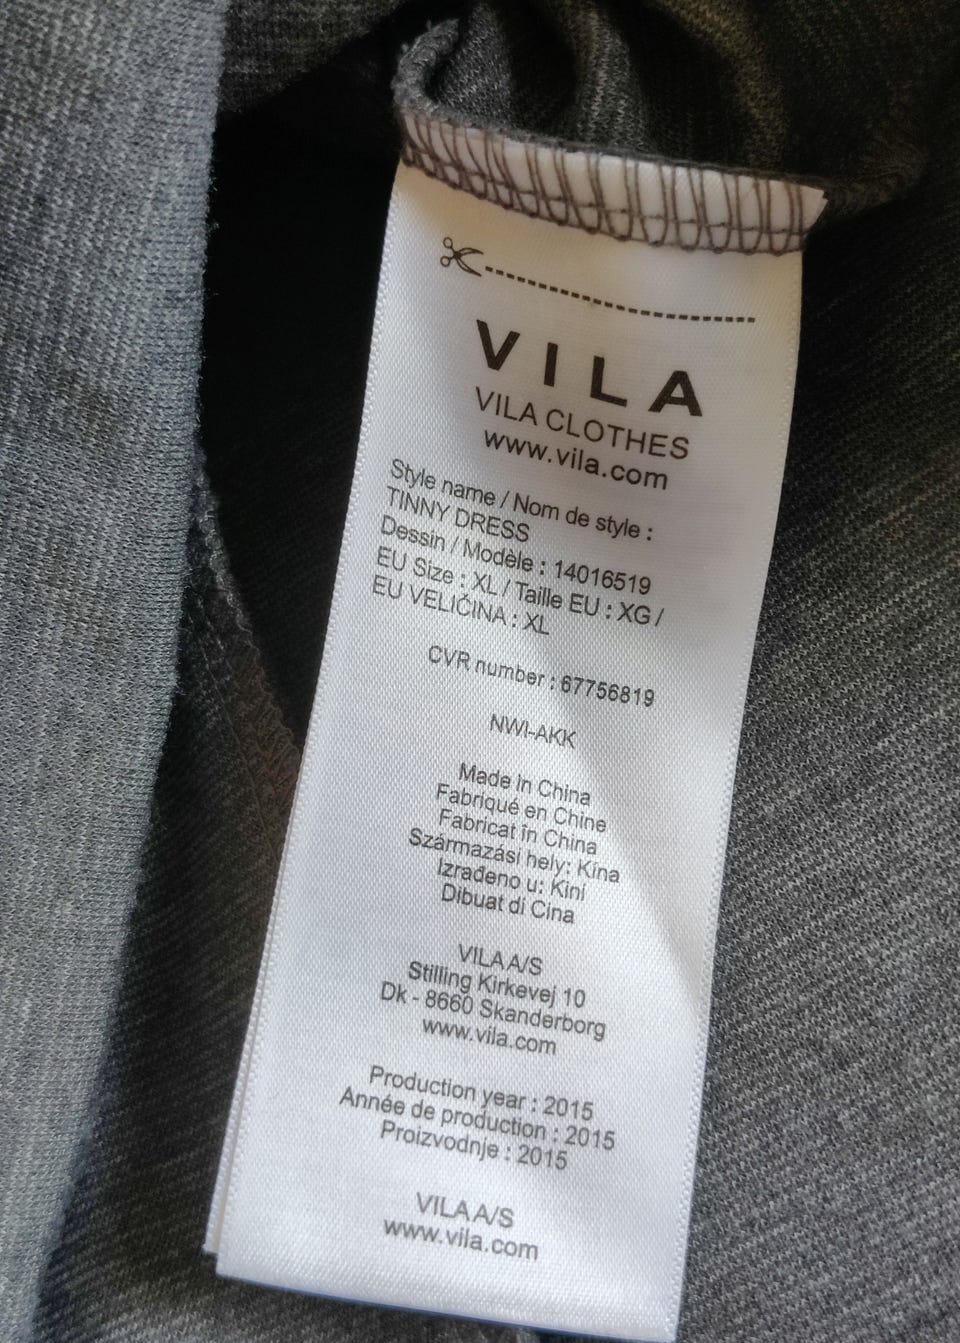 VILA
VILA CLOTHES
www.vila.com
Style name / Nom de style :
TINNY DRESS
Dessin / Modèle : 14016519
EU Size : XL / Taille EU : XG /
EU VELIČINA : XL
CVR number : 67756819
NWI-AKK
Made in China
Fabriqué en Chine
Fabricat în China
Származási hely: Kína
Izrađeno u: Kini
Dibuat di Cina
VILA A/S
Stilling Kirkevej 10
Dk - 8660 Skanderborg
www.vila.com
Production year : 2015
Année de production : 2015
Proizvodnje : 2015
VILA A/S
www.vila.com